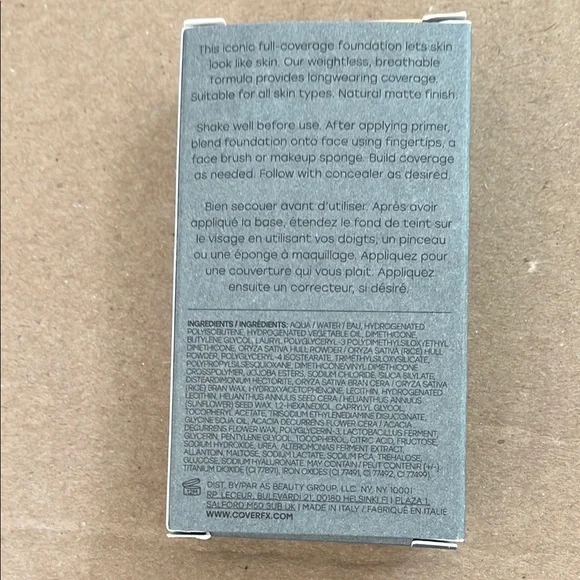 This iconic full-coverage foundation lets skin
look like skin. Our weightless, breathable
formula provides longwearing coverage.
Suitable for all skin types. Natural matte finish.
Shake well before use. After applying primer,
blend foundation onto face using fingertips, a
face brush or makeup sponge. Build coverage
as needed. Follow with concealer as desired.
Bien secouer avant d'utiliser. Après avoir
appliqué la base, étendez le fond de teint sur
le visage en utilisant vos doigts, un pinceau
ou une éponge à maquillage. Appliquez pour
une couverture qui vous plait. Appliquez
ensuite un correcteur, si désiré.
INGREDIENTS / INGRÉDIENTS: AQUA / WATER / EAU, HYDROGENATED
POLYISOBUTENE, HYDROGENATED VEGETABLE OIL, DIMETHICONE,
BUTYLENE GLYCOL, LAURYL POLYGLYCERYL-3 POLYDIMETHYLSILOXYETHYL
DIMETHICONE, ORYZA SATIVA HULL POWDER / ORYZA SATIVA (RICE) HULL
POWDER, POLYGLYCERYL-4 ISOSTEARATE, TRIMETHYLSILOXYSILICATE,
POLYPROPYLSILSESQUIOXANE, DIMETHICONE/VINYL DIMETHICONE
CROSSPOLYMER, JOJOBA ESTERS, SODIUM CHLORIDE, SILICA SILYLATE,
DISTEARDIMONIUM HECTORITE, ORYZA SATIVA BRAN CERA / ORYZA SATIVA
(RICE) BRAN WAX, HYDROXYACETOPHENONE, LECITHIN, HYDROGENATED
LECITHIN, HELIANTHUS ANNUUS SEED CERA / HELIANTHUS ANNUUS
(SUNFLOWER) SEED WAX, 1,2-HEXANEDIOL, CAPRYLYL GLYCOL,
TOCOPHERYL ACETATE, TRISODIUM ETHYLENEDIAMINE DISUCCINATE,
GLYCINE SOJA OIL, ACACIA DECURRENS FLOWER CERA / ACACIA
DECURRENS FLOWER WAX, POLYGLYCERIN-3, LACTOBACILLUS FERMENT,
GLYCERIN, PENTYLENE GLYCOL, TOCOPHEROL, CITRIC ACID, FRUCTOSE,
SODIUM HYDROXIDE, UREA, ALTEROMONAS FERMENT EXTRACT,
ALLANTOIN, MALTOSE, SODIUM LACTATE, SODIUM PCA, TREHALOSE,
GLUCOSE, SODIUM HYALURONATE. MAY CONTAIN / PEUT CONTENIR (+/-):
TITANIUM DIOXIDE (CI 77891), IRON OXIDES (CI 77491, CI 77492, CI 77499).
12M
DIST. BY/PAR AS BEAUTY GROUP, LLC. NY, NY 10001
RP LECEUR, BULEVARDI 21, 00180 HELSINKI FI | PLAZA 1,
SALFORD M50 3UB UK | MADE IN ITALY / FABRIQUÉ EN ITALIE
WWW.COVERFX.COM